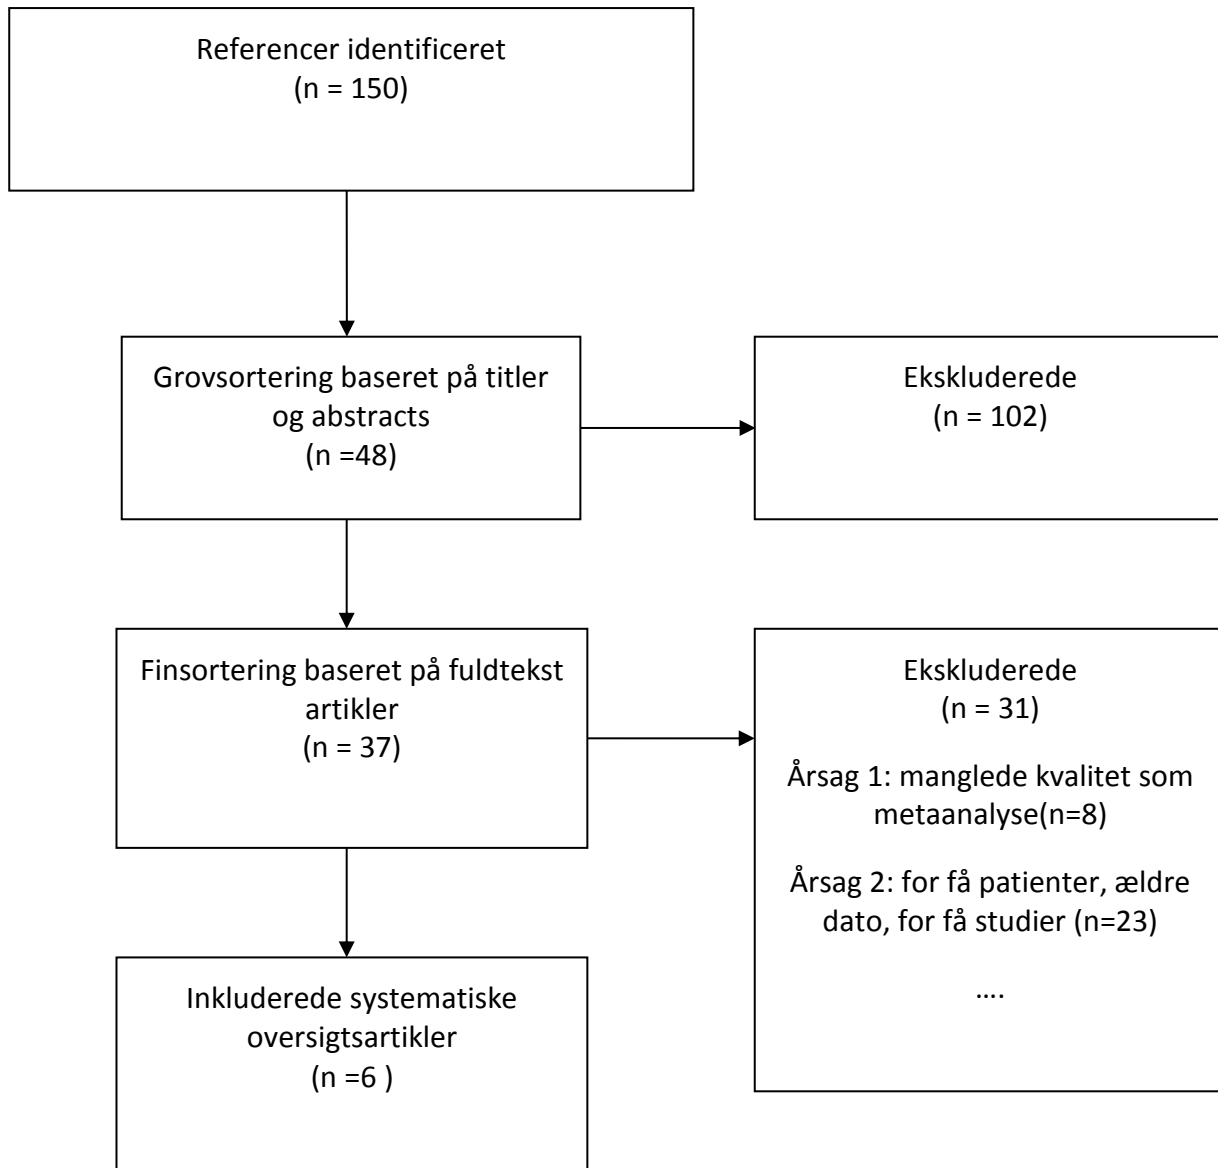 Referencer identificeret
(n = 150)
Grovsortering baseret på titler
og abstracts
(n =48)
Ekskluderede
(n = 102)
Finsortering baseret på fuldtekst
artikler
(n = 37)
Ekskluderede
(n = 31)
Årsag 1: manglede kvalitet som
metaanalyse(n=8)
Årsag 2: for få patienter, ældre
dato, for få studier (n=23)
....
Inkluderede systematiske
oversigtsartikler
(n =6 )